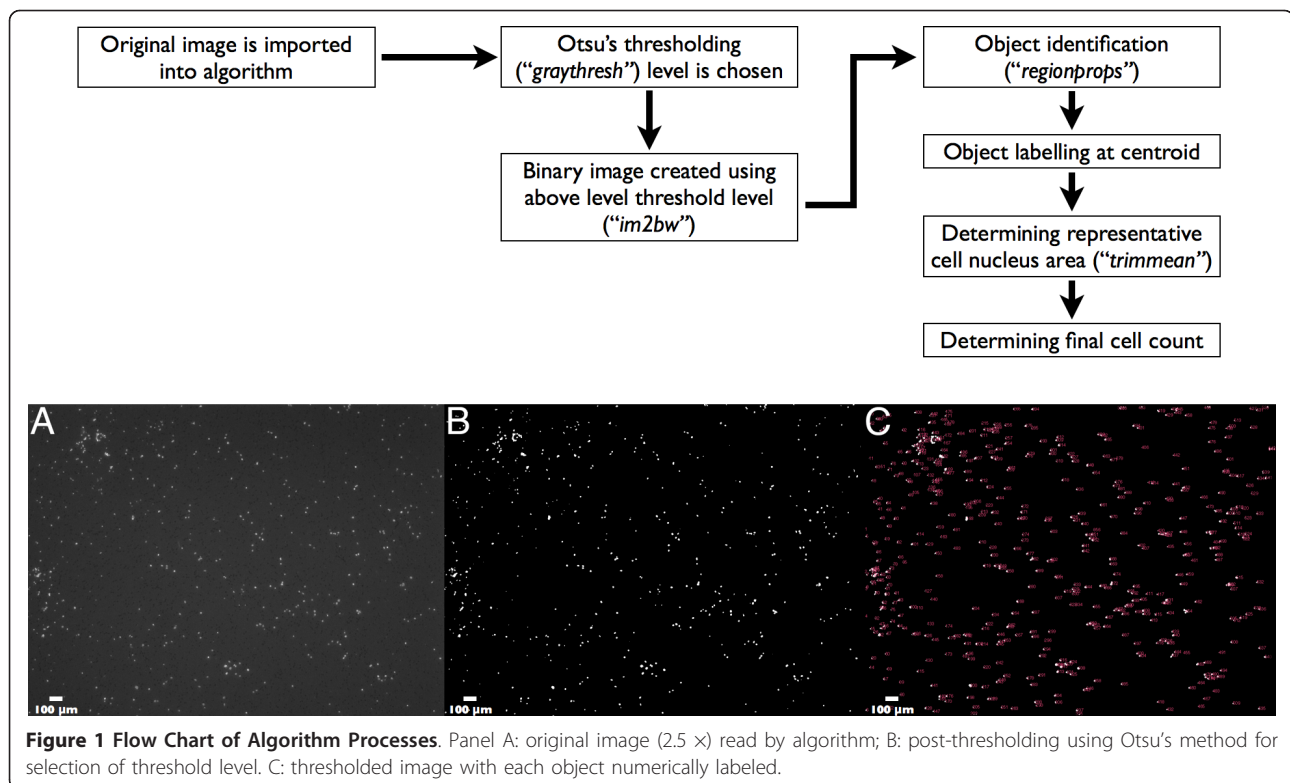 Original image is imported
into algorithm
Otsu's thresholding
("graythresh") level is chosen
Binary image created using
above level threshold level
("im2bw")
Object identification
("regionprops")
Object labelling at centroid
Determining representative
cell nucleus area ("trimmean")
Determining final cell count
A
B
C
100 µm
100 µm
100 µm
Figure 1 Flow Chart of Algorithm Processes. Panel A: original image (2.5 ×) read by algorithm; B: post-thresholding using Otsu's method for
selection of threshold level. C: thresholded image with each object numerically labeled.